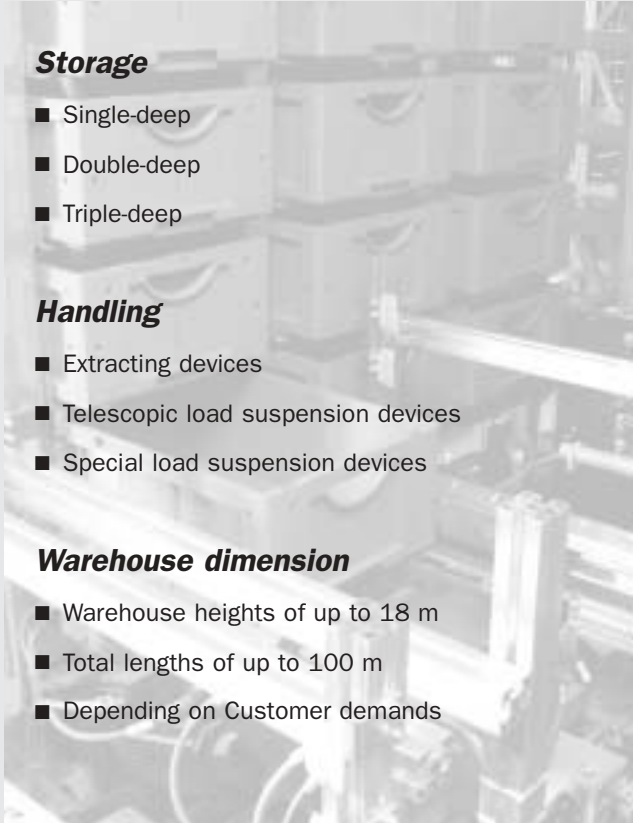 Storage
■ Single-deep
■ Double-deep
■ Triple-deep
Handling
■ Extracting devices
■ Telescopic load suspension devices
■ Special load suspension devices
Warehouse dimension
■ Warehouse heights of up to 18 m
■ Total lengths of up to 100 m
■ Depending on Customer demands